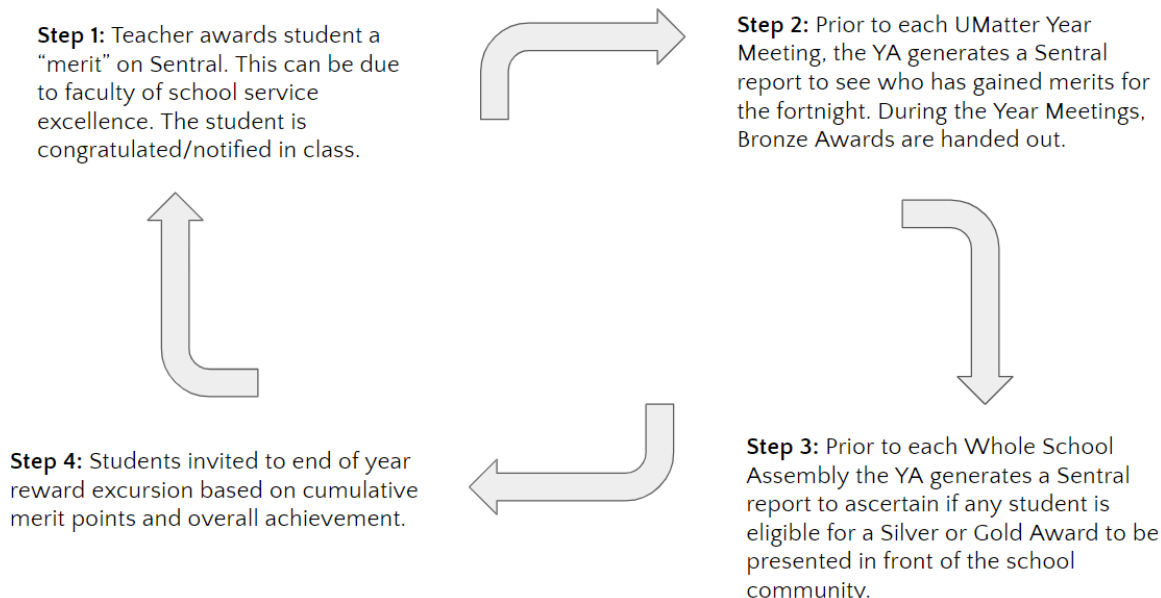 Step 1: Teacher awards student a
“merit” on Sentral. This can be due
to faculty of school service
excellence. The student is
congratulated/notified in class.
Step 2: Prior to each UMatter Year
Meeting, the YA generates a Sentral
report to see who has gained merits for
the fortnight. During the Year Meetings,
Bronze Awards are handed out.
Step 3: Prior to each Whole School
Assembly the YA generates a Sentral
report to ascertain if any student is
eligible for a Silver or Gold Award to be
presented in front of the school
community.
Step 4: Students invited to end of year
reward excursion based on cumulative
merit points and overall achievement.